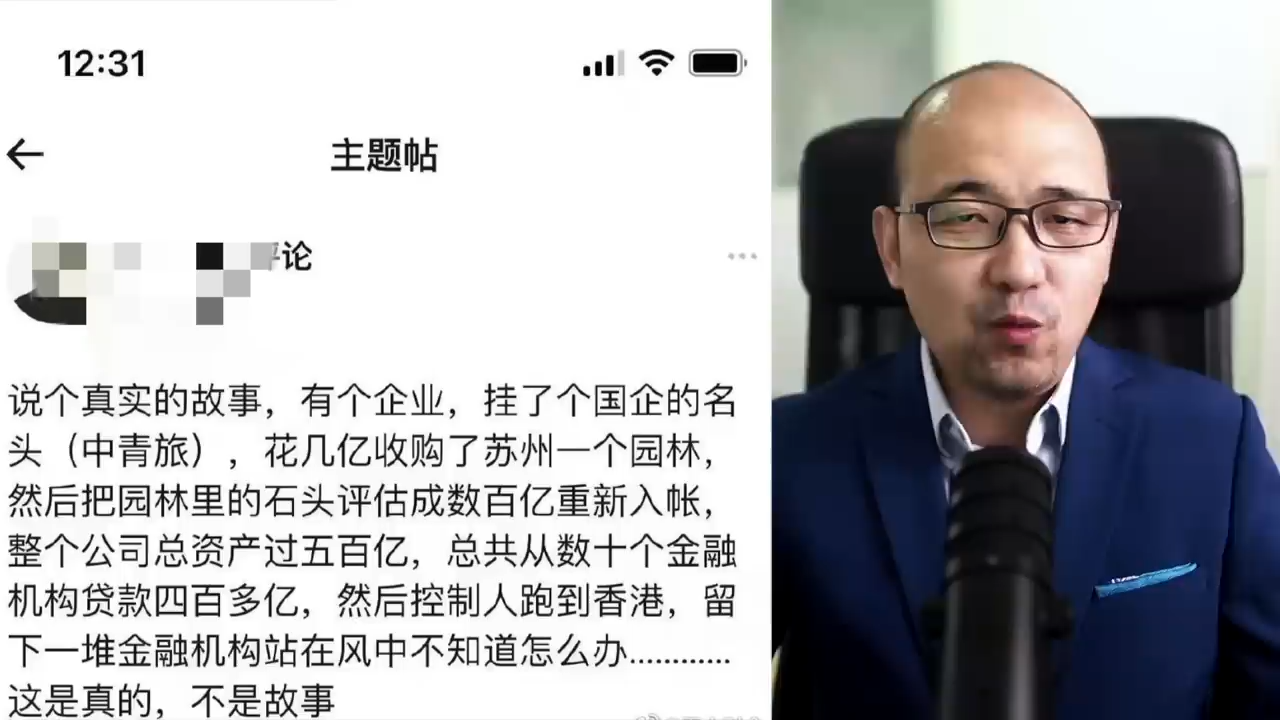 12:31
主题帖
评论
说个真实的故事，有个企业，挂了个国企的名
头（中青旅），花几亿收购了苏州一个园林，
然后把园林里的石头评估成数百亿重新入帐，
整个公司总资产过五百亿，总共从数十个金融
机构贷款四百多亿，然后控制人跑到香港，留
下一堆金融机构站在风中不知道怎么办…………
这是真的，不是故事